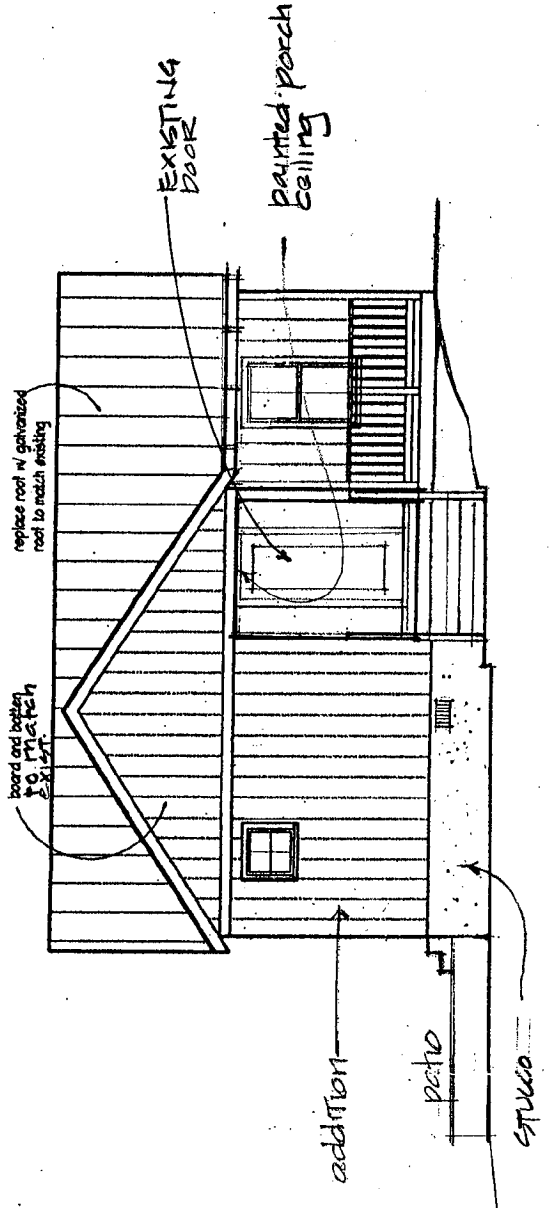 replace roof w/ galvanized
roof to match existing
board and batten
to match
exist.
EXISTING
DOOR
painted porch
ceiling
addition
patio
STUCCO